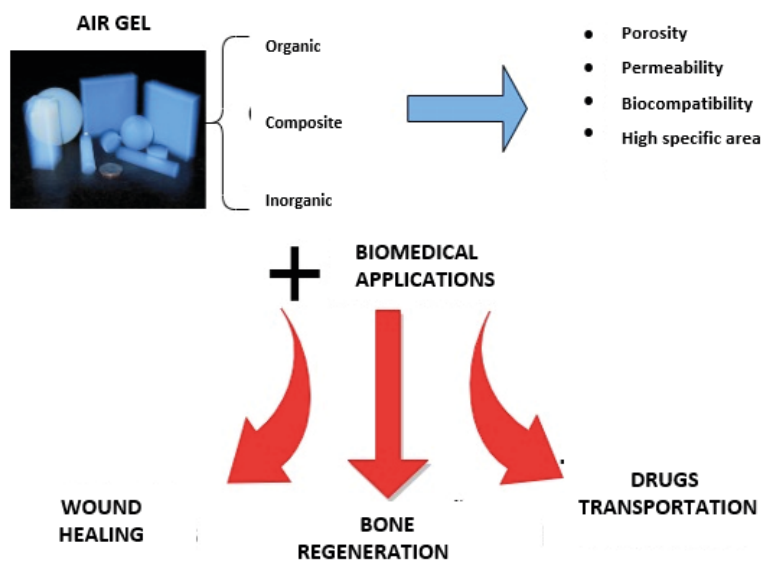 AIR GEL
Organic
Composite
Inorganic
• Porosity
• Permeability
• Biocompatibility
• High specific area
+
BIOMEDICAL
APPLICATIONS
WOUND
HEALING
BONE
REGENERATION
DRUGS
TRANSPORTATION